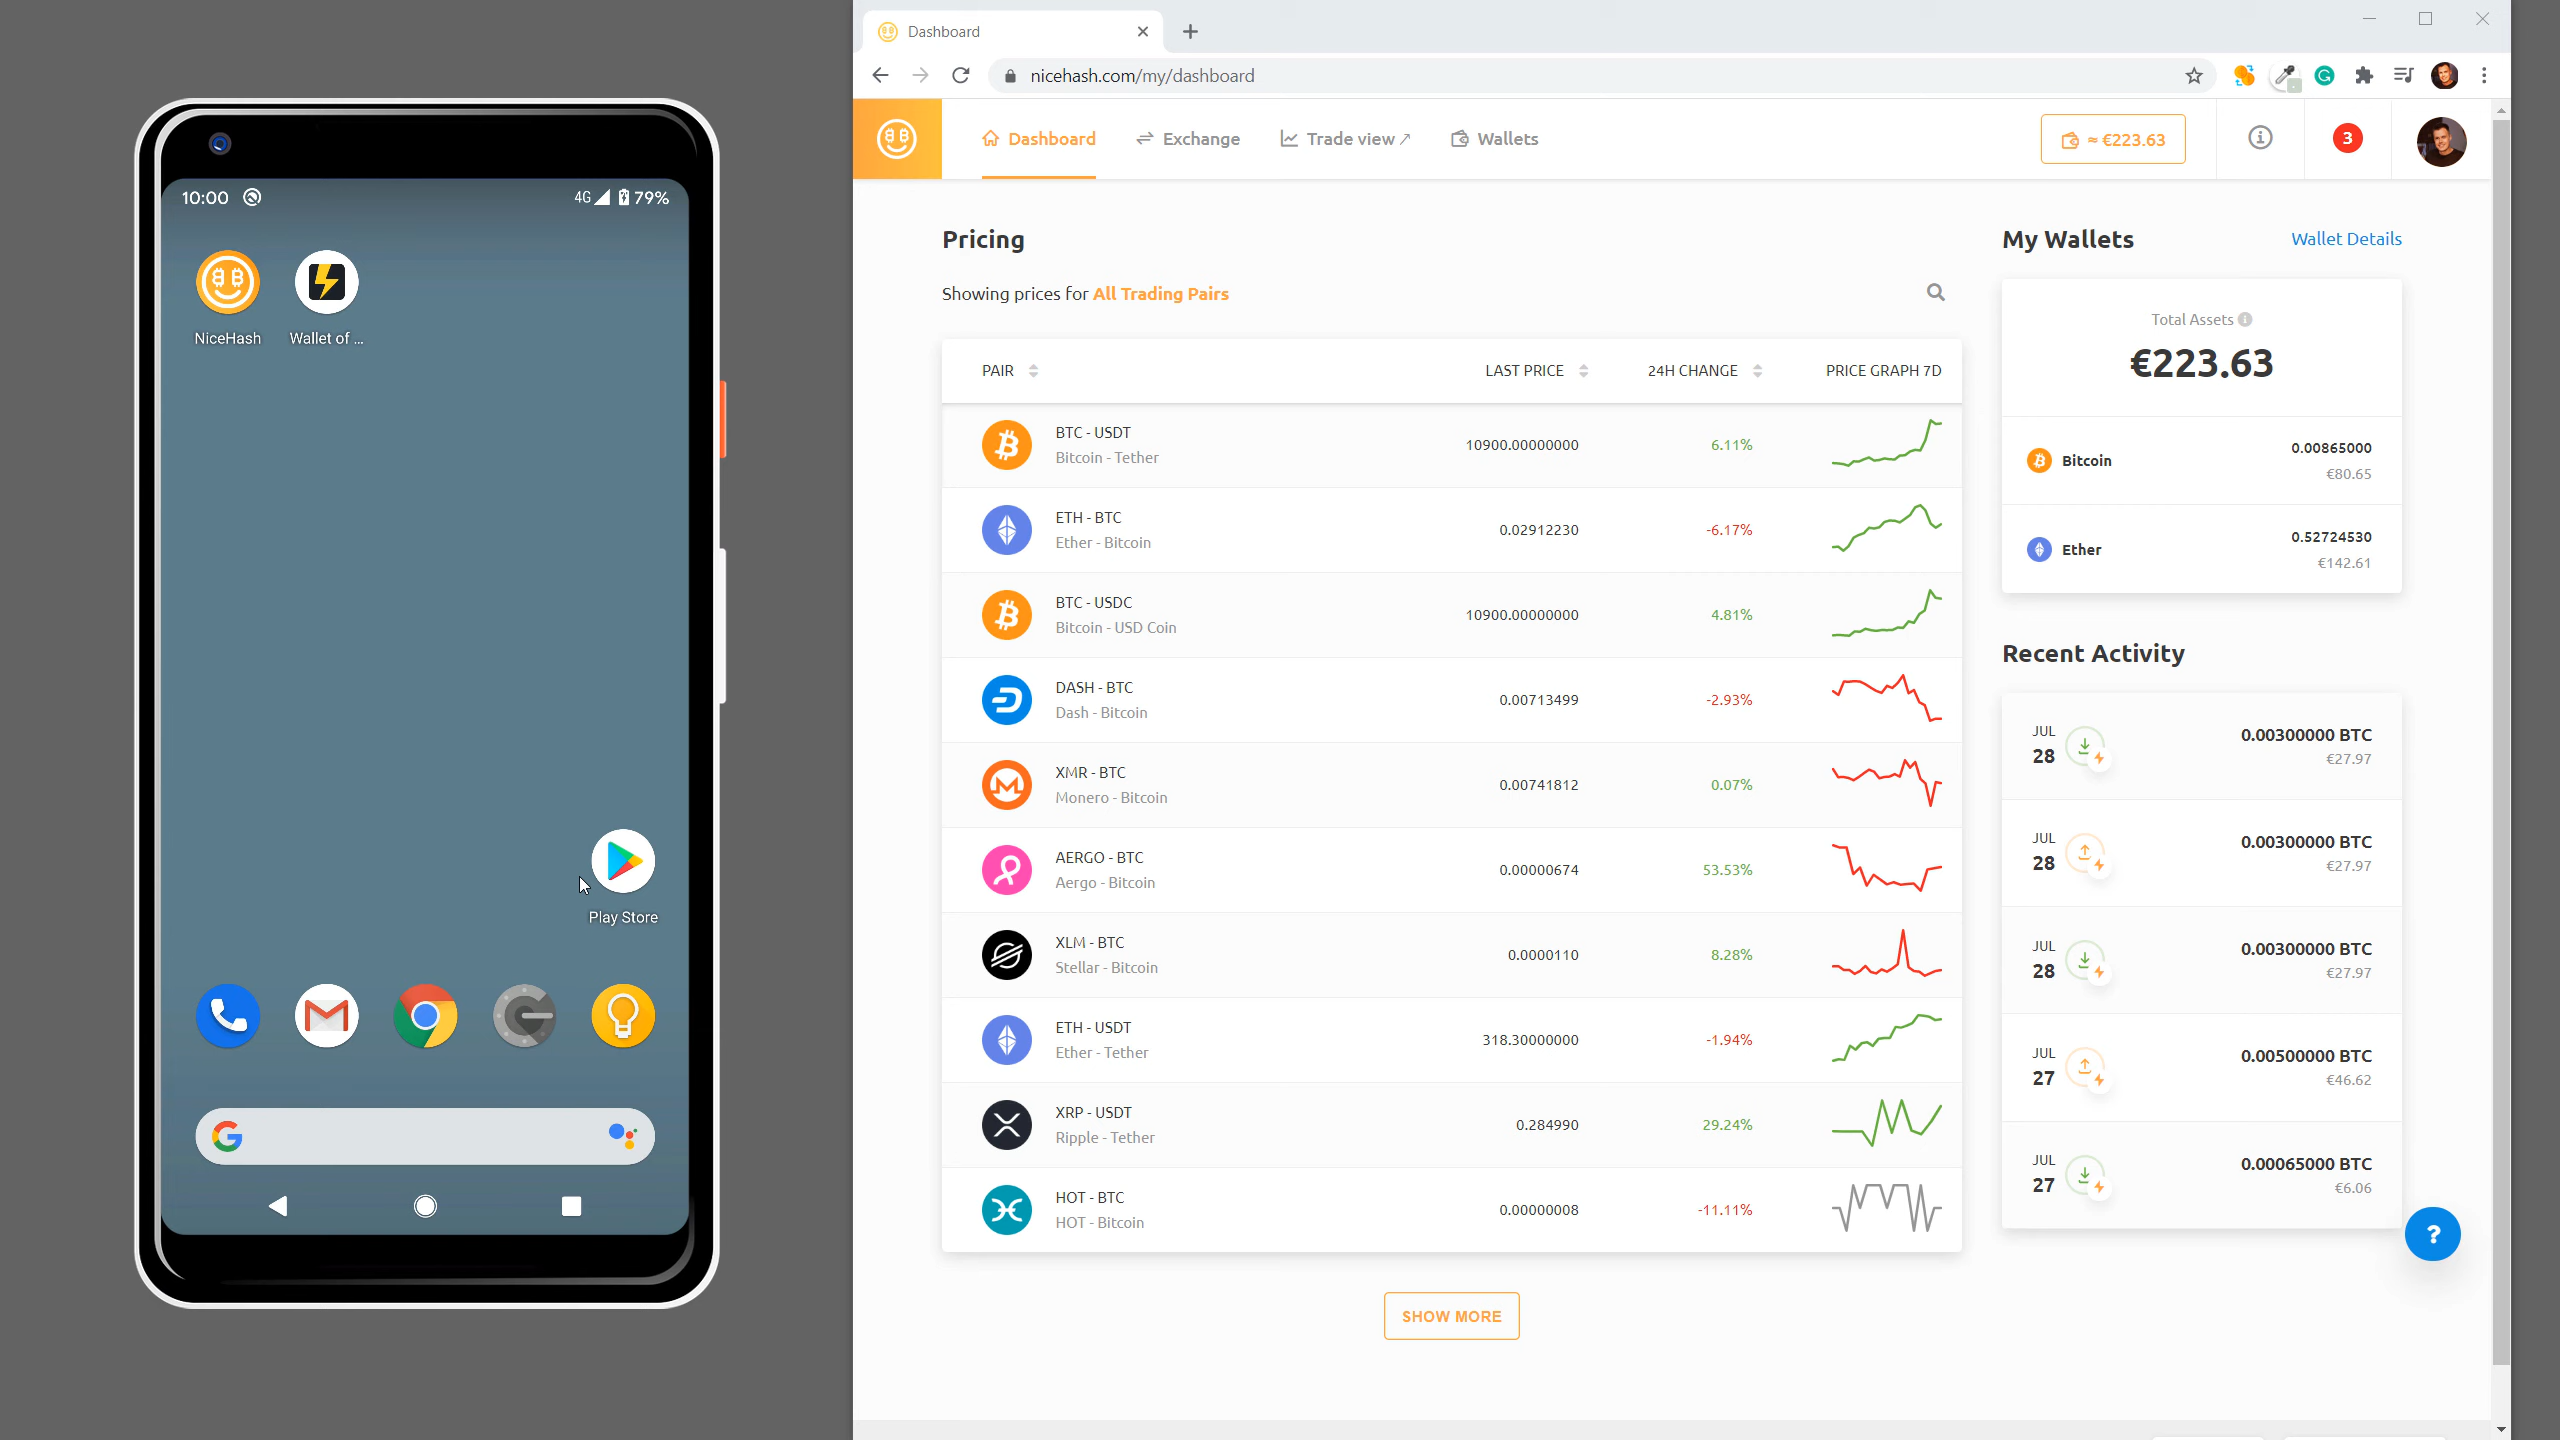 10:00
4G 79%
NiceHash
Wallet of ...
Play Store
Dashboard
nicehash.com/my/dashboard
Dashboard
Exchange
Trade view
Wallets
≈ €223.63
3
Pricing
Showing prices for All Trading Pairs
PAIR LAST PRICE 24H CHANGE PRICE GRAPH 7D
BTC - USDT
Bitcoin - Tether
10900.00000000
6.11%
ETH - BTC
Ether - Bitcoin
0.02912230
-6.17%
BTC - USDC
Bitcoin - USD Coin
10900.00000000
4.81%
DASH - BTC
Dash - Bitcoin
0.00713499
-2.93%
XMR - BTC
Monero - Bitcoin
0.00741812
0.07%
AERGO - BTC
Aergo - Bitcoin
0.00000674
53.53%
XLM - BTC
Stellar - Bitcoin
0.0000110
8.28%
ETH - USDT
Ether - Tether
318.30000000
-1.94%
XRP - USDT
Ripple - Tether
0.284990
29.24%
HOT - BTC
HOT - Bitcoin
0.00000008
-11.11%
SHOW MORE
My Wallets
Wallet Details
Total Assets
€223.63
Bitcoin
0.00865000
€80.65
Ether
0.52724530
€142.61
Recent Activity
JUL
28
0.00300000 BTC
€27.97
JUL
28
0.00300000 BTC
€27.97
JUL
28
0.00300000 BTC
€27.97
JUL
27
0.00500000 BTC
€46.62
JUL
27
0.00065000 BTC
€6.06
?